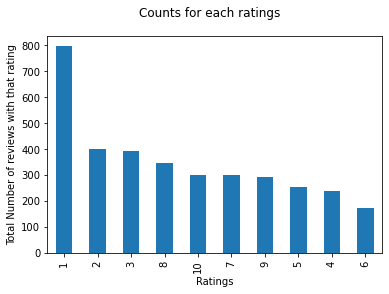 Counts for each ratings
Total Number of reviews with that rating
800
700
600
500
400
300
200
100
0
1 2 3 8 10 7 9 5 4 6
Ratings